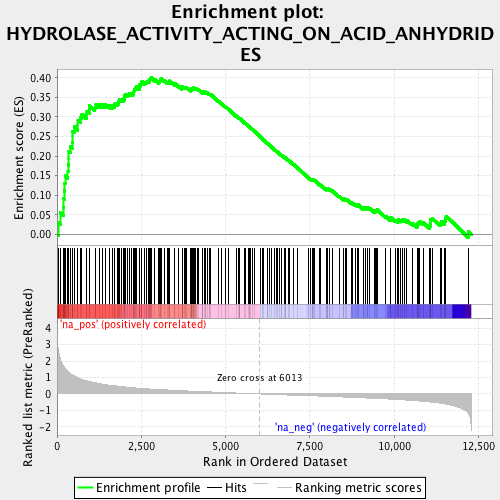 Enrichment plot:
HYDROLASE_ACTIVITY_ACTING_ON_ACID_ANHYDRID
ES
Enrichment score (ES)
0.40
0.35
0.30
0.25
0.20
0.15
0.10
0.05
0.00
'na_pos' (positively correlated)
Ranked list metric (PreRanked)
4
3
2
1
0
-1
-2
Zero cross at 6013
'na_neg' (negatively correlated)
0
2,500
5,000
7,500
10,000
12,500
Rank in Ordered Dataset
Enrichment profile
Hits
Ranking metric scores